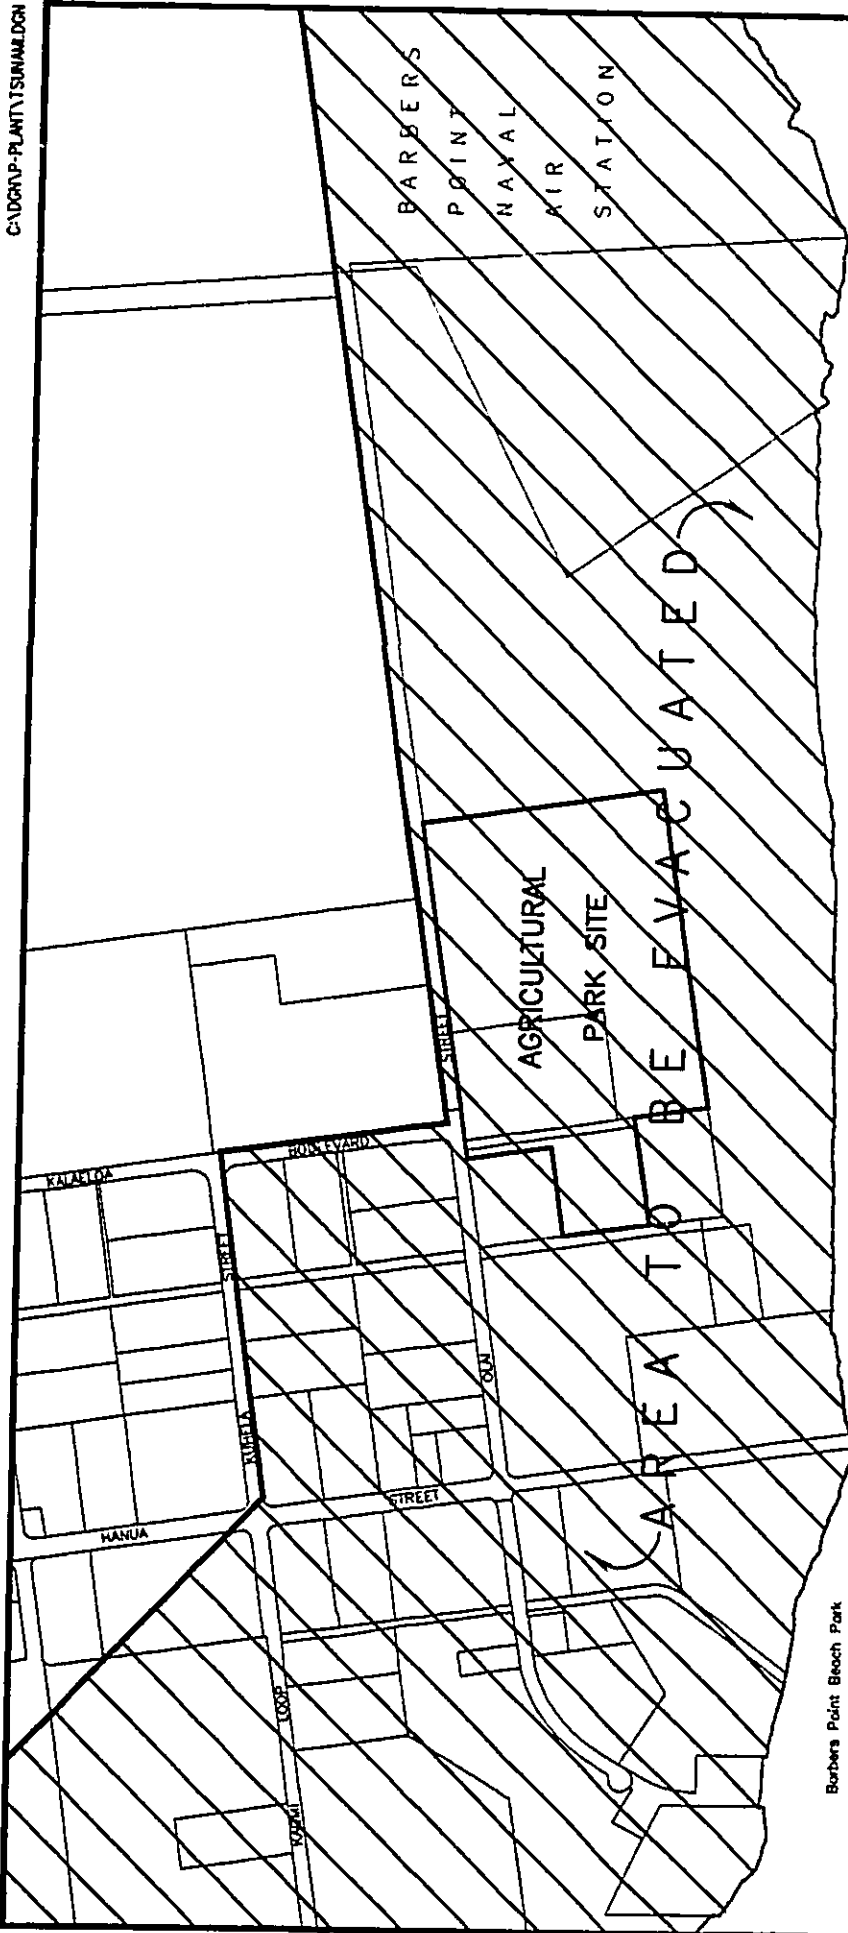 C:\DGN\P-PLANT\TSUNAMI.DGN
BARBERS
POINT
NAVAL
AIR
STATION
AGRICULTURAL
PARK SITE
AREA TO BE EVACUATED
KALAELOA
BOULEVARD
STREET
KUHELA
STREET
OLAI
STREET
HANUA
STREET
LOOP
Barbers Point Beach Park